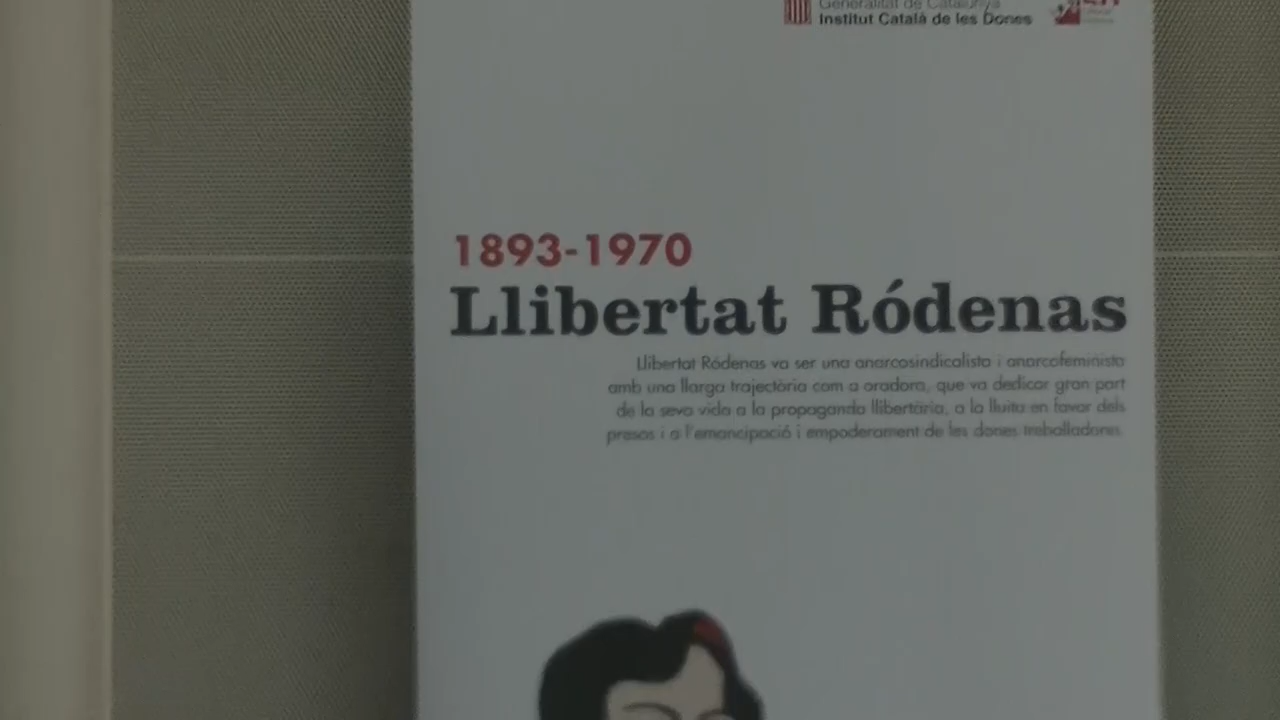 Generalitat de Catalunya
Institut Català de les Dones
1893-1970
Llibertat Ródenas
Llibertat Ródenas va ser una anarcosindicalista i anarcofeminista
amb una llarga trajectòria com a oradora, que va dedicar gran part
de la seva vida a la propaganda llibertària, a la lluita en favor dels
presos i a l'emancipació i empoderament de les dones treballadores.